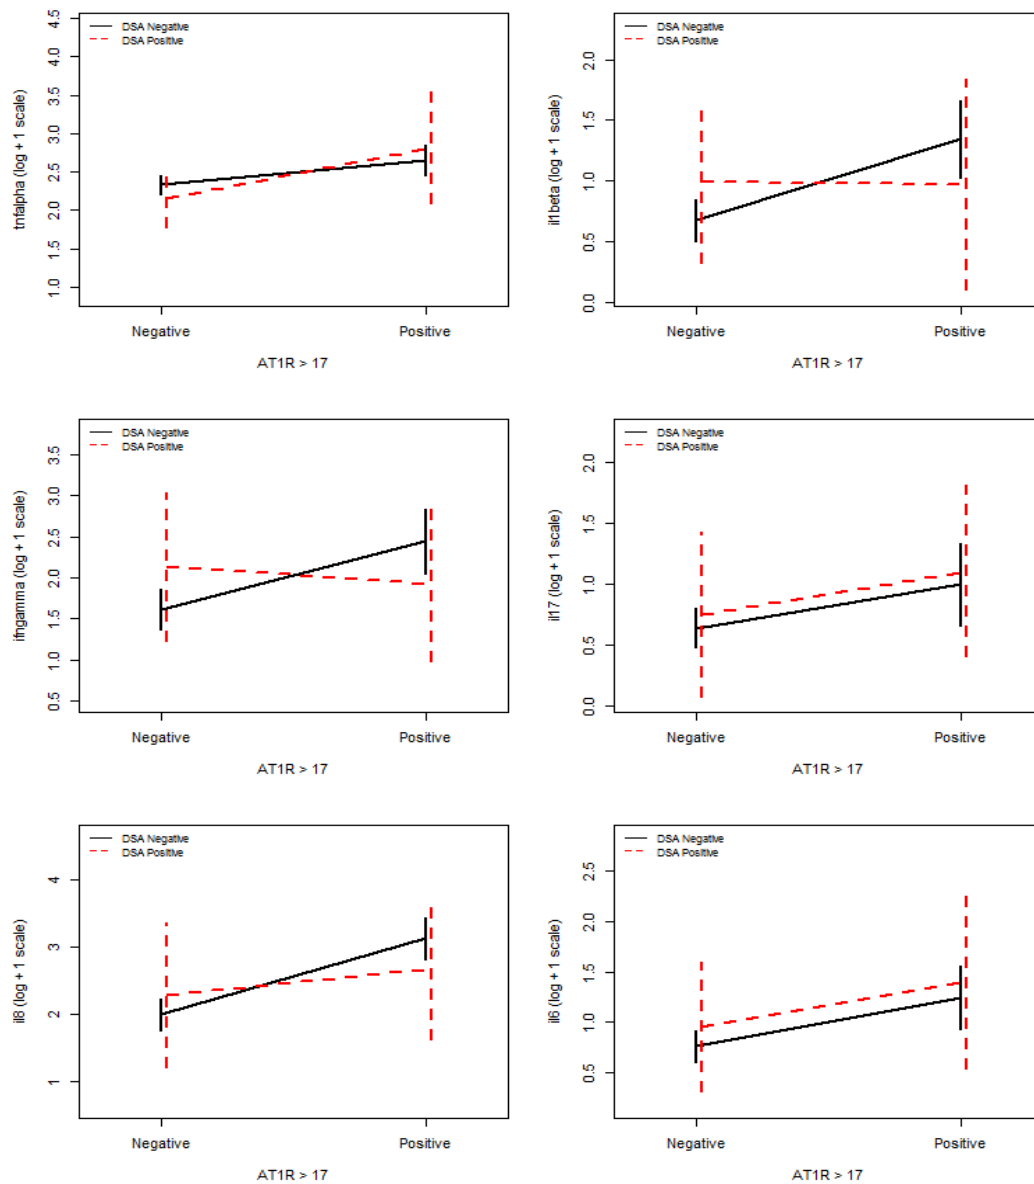 DSA Negative
DSA Positive
tnfalpha (log + 1 scale)
4.5
4.0
3.5
3.0
2.5
2.0
1.5
1.0
Negative
Positive
AT1R > 17
DSA Negative
DSA Positive
il1beta (log + 1 scale)
2.0
1.5
1.0
0.5
0.0
Negative
Positive
AT1R > 17
DSA Negative
DSA Positive
ifngamma (log + 1 scale)
3.5
3.0
2.5
2.0
1.5
1.0
0.5
Negative
Positive
AT1R > 17
DSA Negative
DSA Positive
il17 (log + 1 scale)
2.0
1.5
1.0
0.5
0.0
Negative
Positive
AT1R > 17
DSA Negative
DSA Positive
il8 (log + 1 scale)
4
3
2
1
Negative
Positive
AT1R > 17
DSA Negative
DSA Positive
il6 (log + 1 scale)
2.5
2.0
1.5
1.0
0.5
Negative
Positive
AT1R > 17